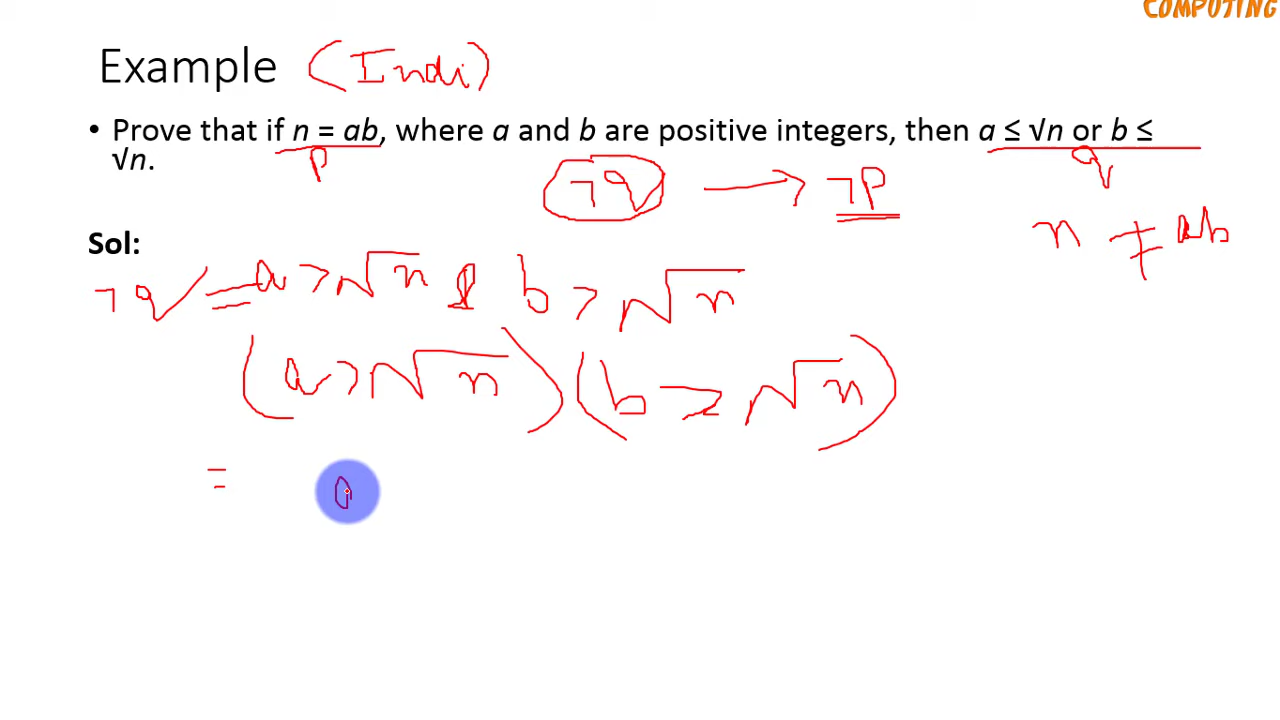 COMPUTING
Example (Indi)
• Prove that if n = ab, where a and b are positive integers, then a ≤ √n or b ≤
√n.
p
q
¬q → ¬p
n ≠ ab
Sol:
¬q = a > √n & b > √n
(a > √n) (b > √n)
= a